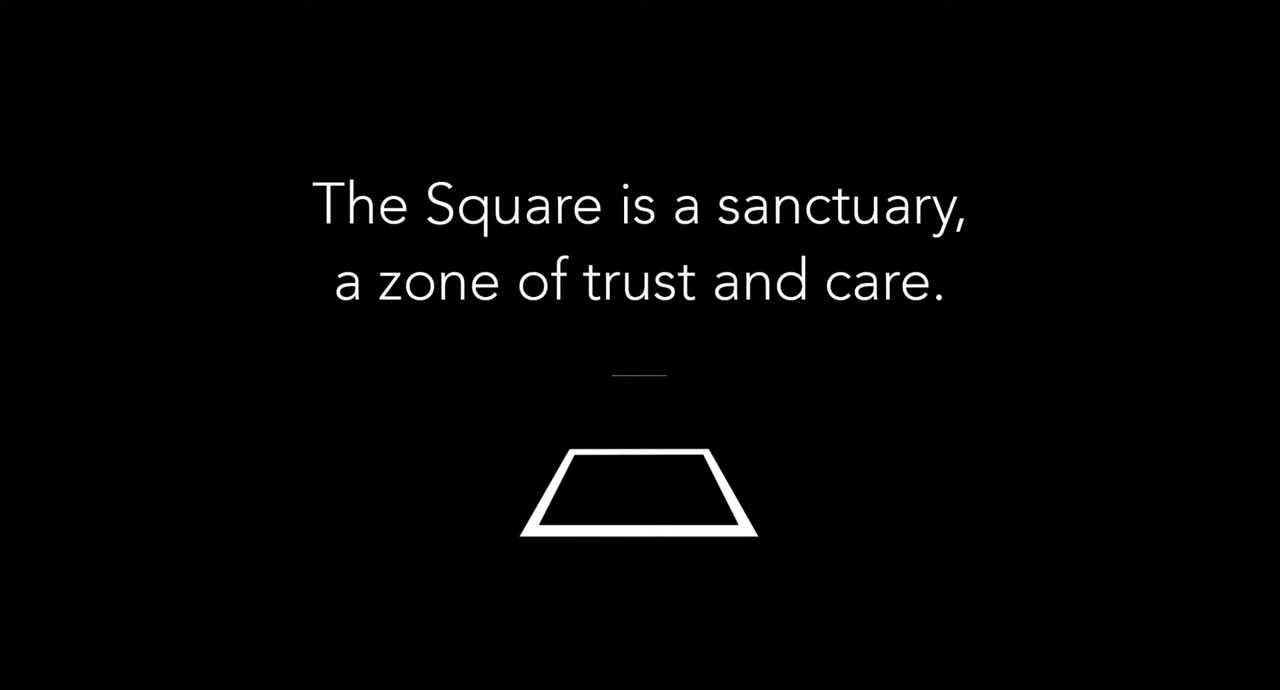 The Square is a sanctuary,
a zone of trust and care.